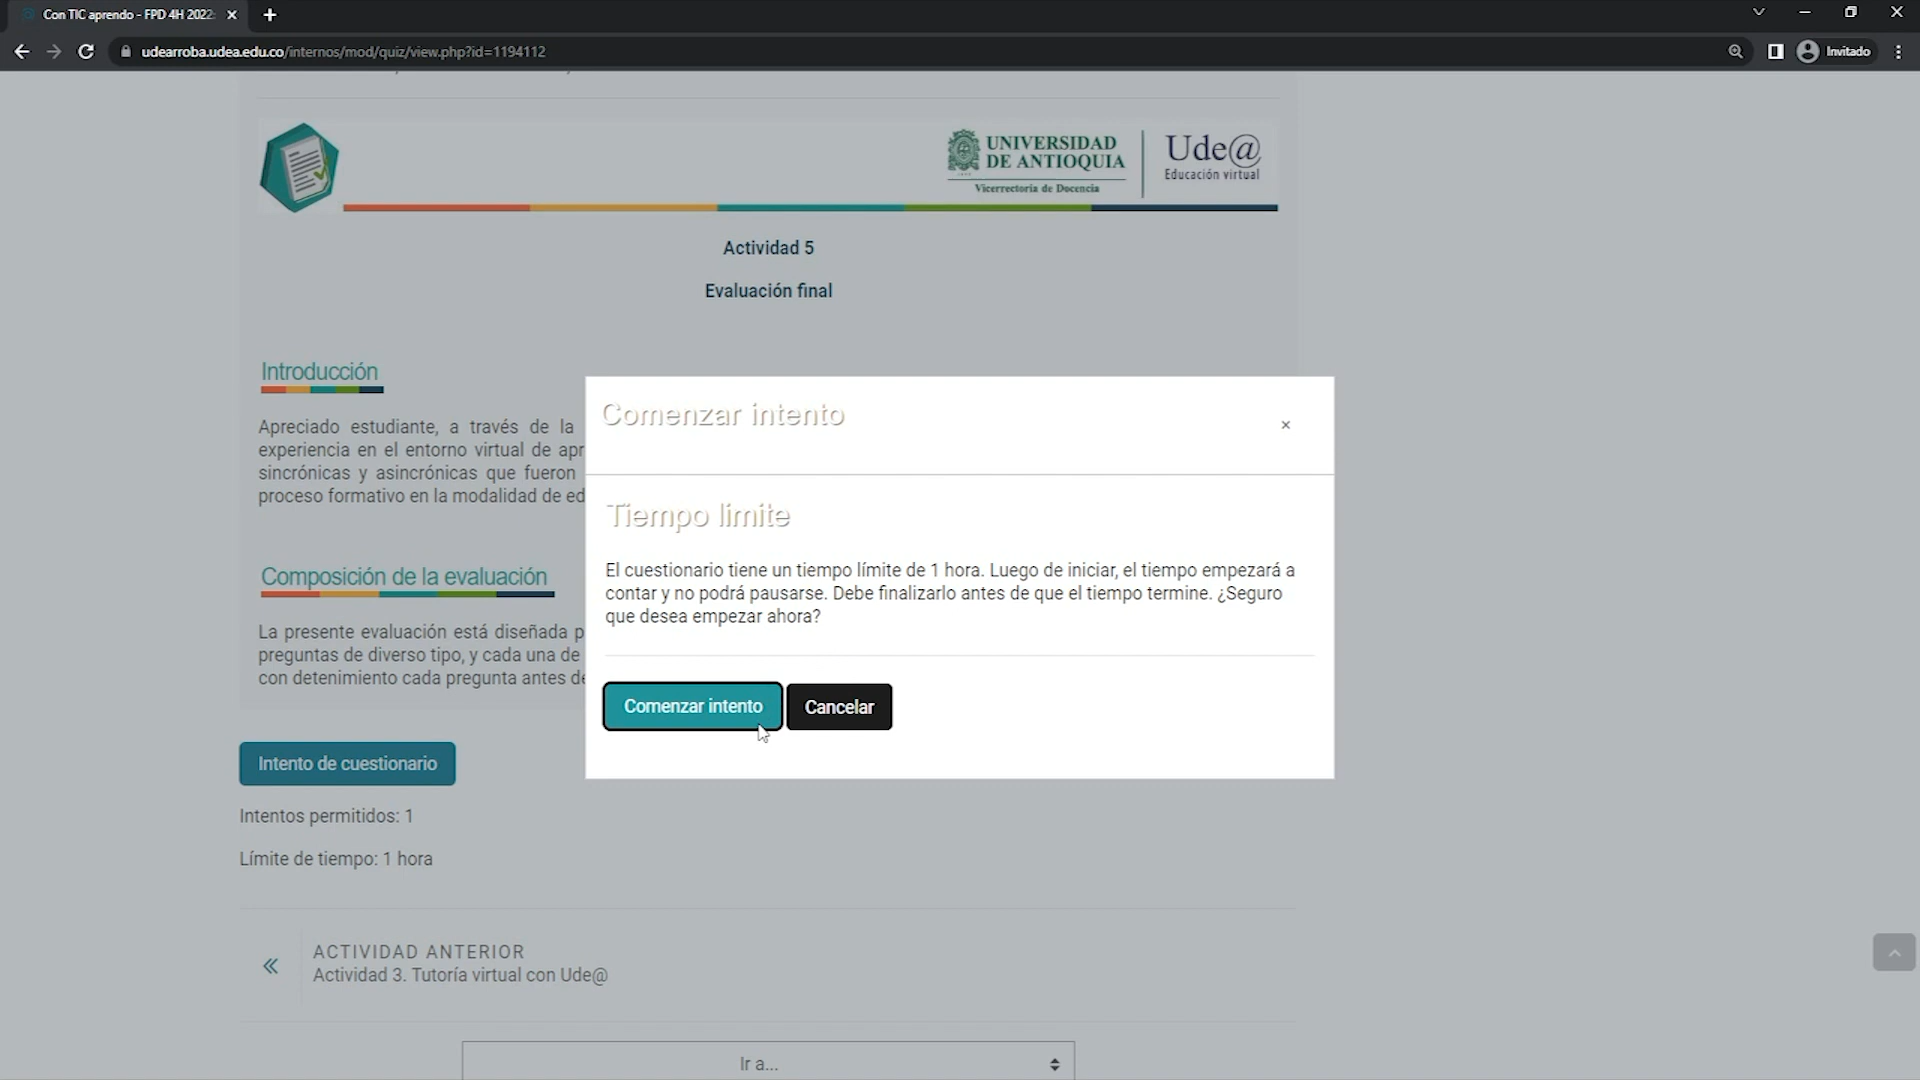 Con TIC aprendo - FPD 4H 2022:
udearroba.udea.edu.co/internos/mod/quiz/view.php?id=1194112
Invitado
UNIVERSIDAD
DE ANTIOQUIA
Vicerrectoría de Docencia
Ude@
Educación virtual
Actividad 5
Evaluación final
Introducción
Apreciado estudiante, a través de la
experiencia en el entorno virtual de apr
sincrónicas y asincrónicas que fueron
proceso formativo en la modalidad de ed
Composición de la evaluación
La presente evaluación está diseñada p
preguntas de diverso tipo, y cada una de
con detenimiento cada pregunta antes de
Comenzar intento
×
Tiempo límite
El cuestionario tiene un tiempo límite de 1 hora. Luego de iniciar, el tiempo empezará a
contar y no podrá pausarse. Debe finalizarlo antes de que el tiempo termine. ¿Seguro
que desea empezar ahora?
Comenzar intento
Cancelar
Intento de cuestionario
Intentos permitidos: 1
Límite de tiempo: 1 hora
ACTIVIDAD ANTERIOR
Actividad 3. Tutoría virtual con Ude@
Ir a...